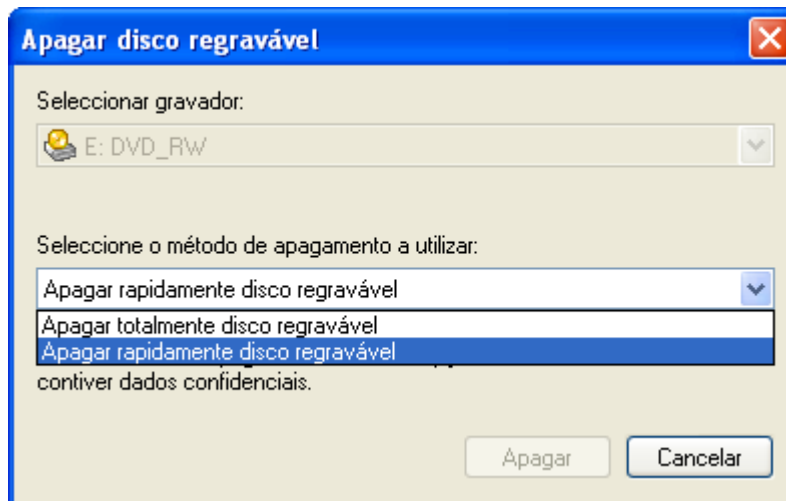 Apagar disco regravável
Seleccionar gravador:
E: DVD_RW
Seleccione o método de apagamento a utilizar:
Apagar rapidamente disco regravável
Apagar totalmente disco regravável
Apagar rapidamente disco regravável
contiver dados confidenciais.
Apagar Cancelar